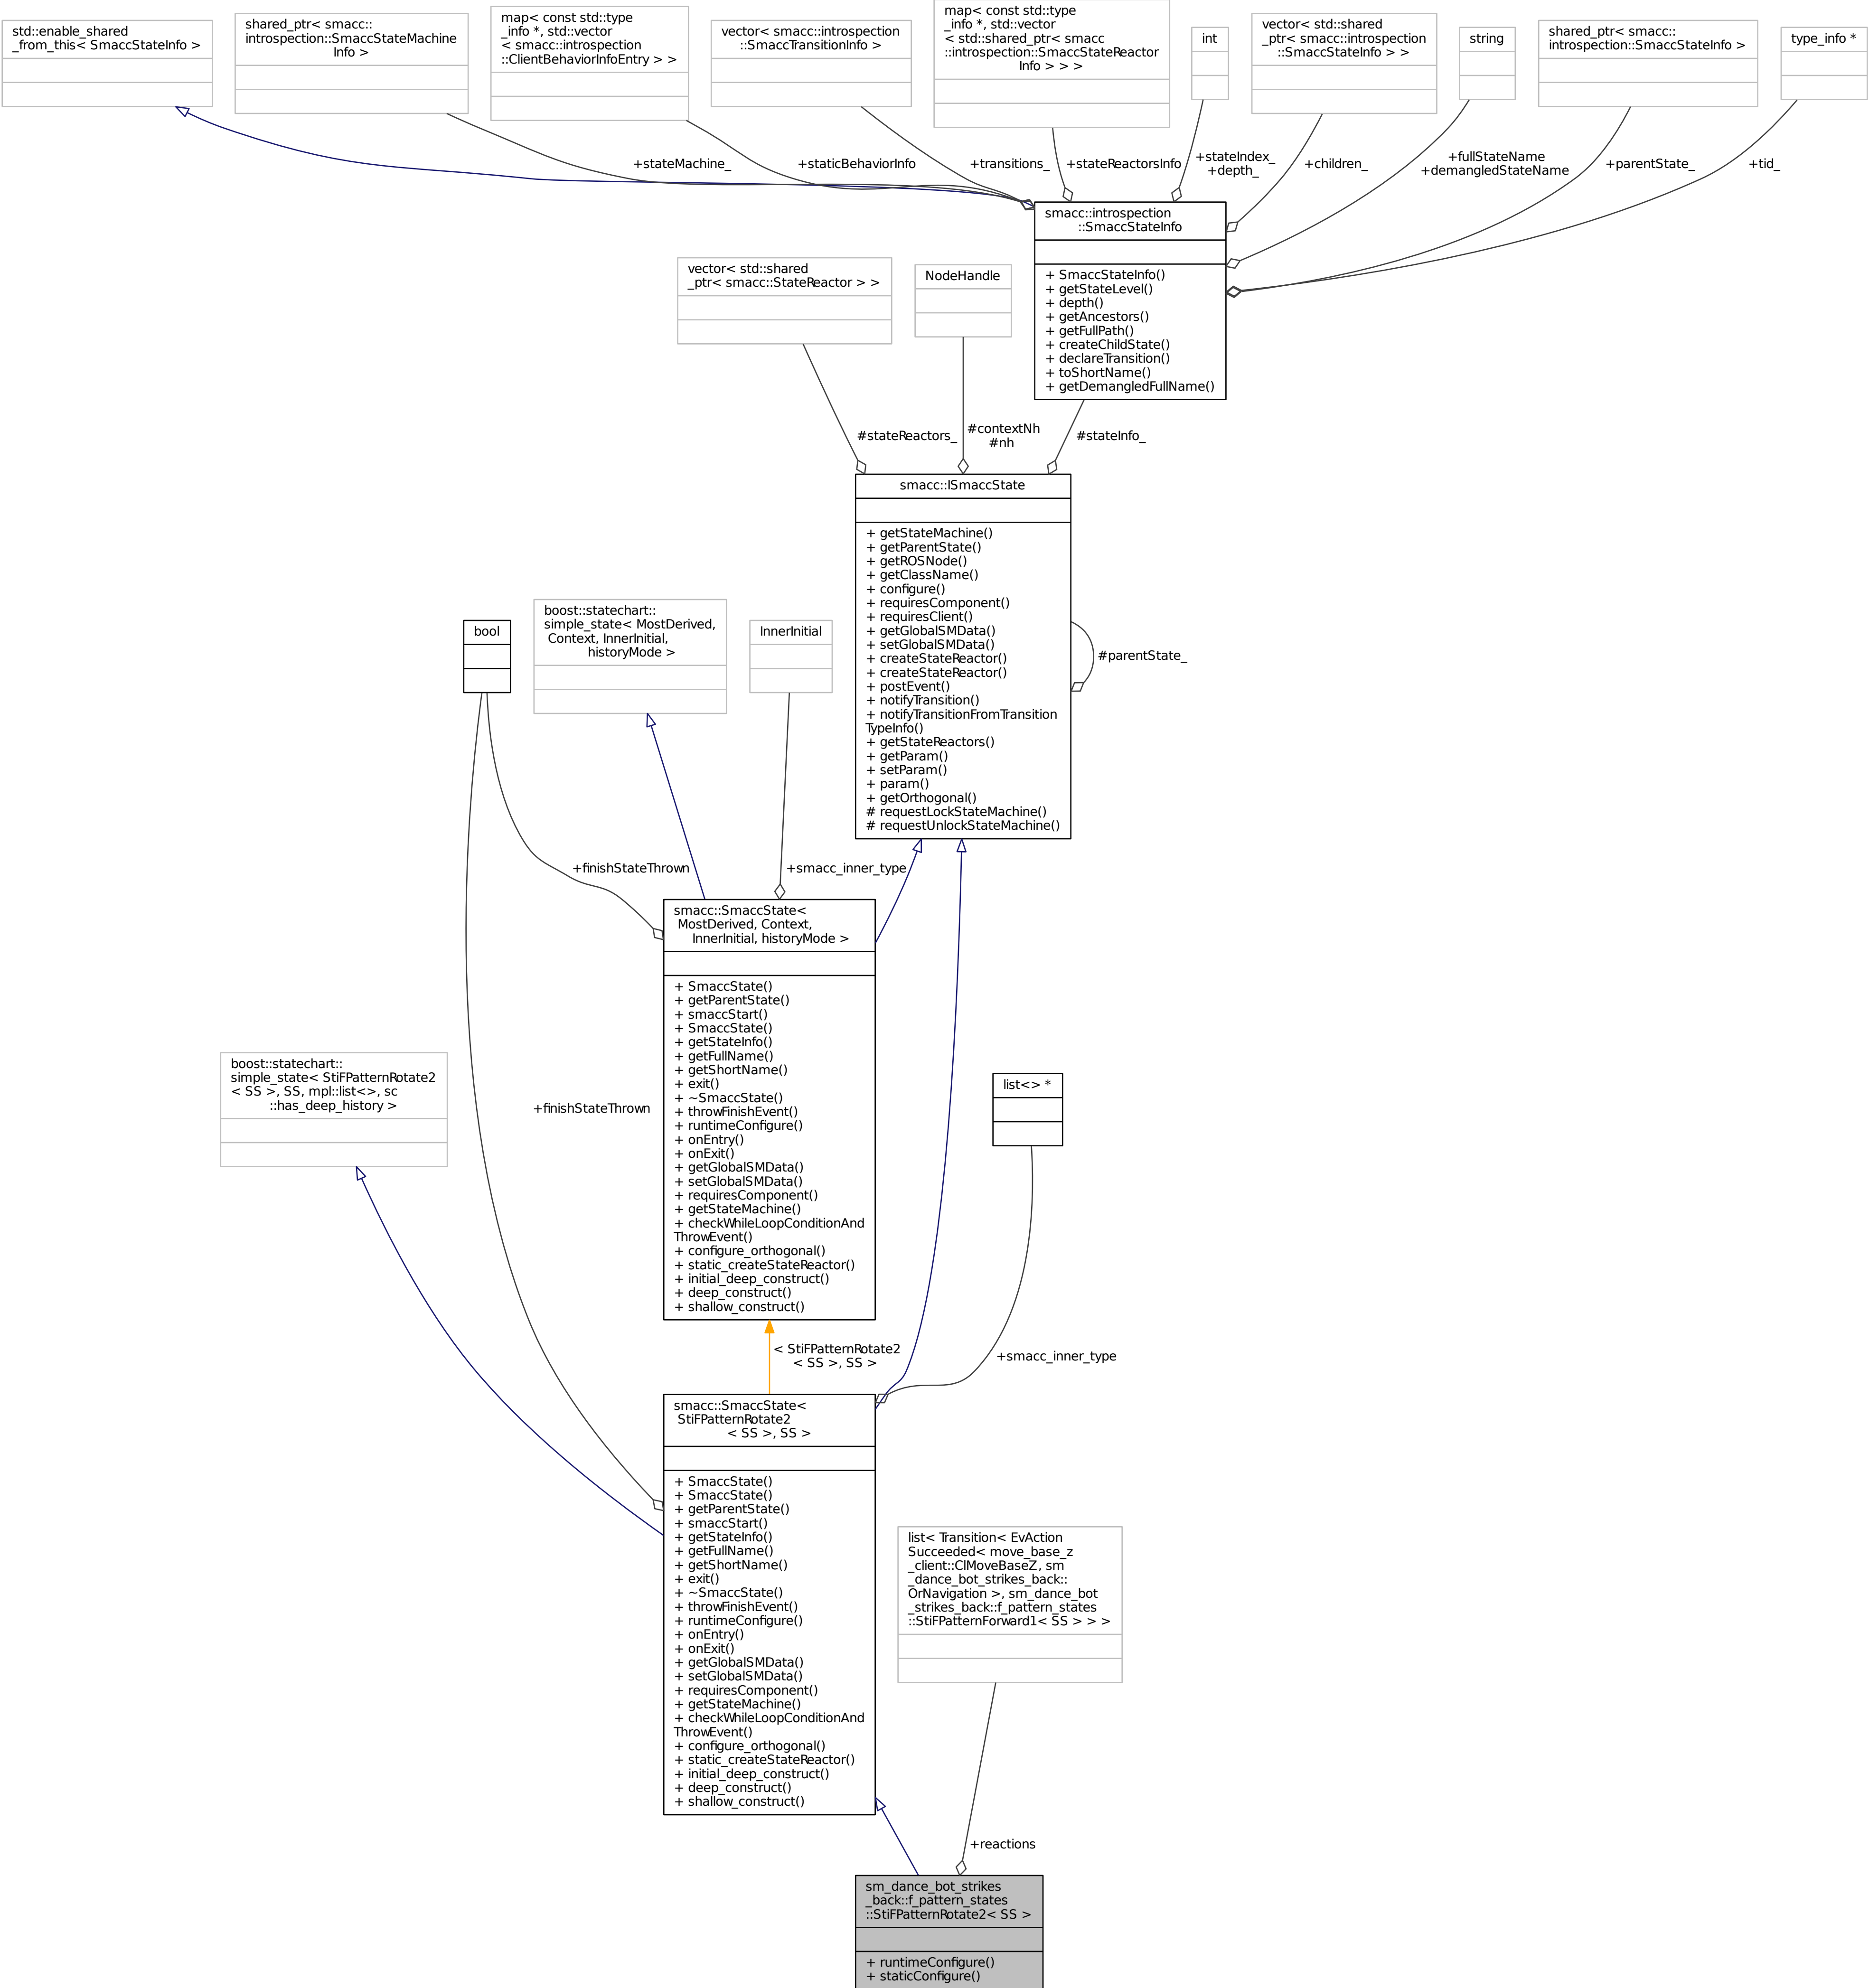 std::enable_shared
_from_this< SmaccStateInfo >
shared_ptr< smacc::
introspection::SmaccStateMachine
Info >
map< const std::type
_info *, std::vector
< smacc::introspection
::ClientBehaviorInfoEntry > >
vector< smacc::introspection
::SmaccTransitionInfo >
map< const std::type
_info *, std::vector
< std::shared_ptr< smacc
::introspection::SmaccStateReactor
Info > > >
int
vector< std::shared
_ptr< smacc::introspection
::SmaccStateInfo > >
string
shared_ptr< smacc::
introspection::SmaccStateInfo >
type_info *
+stateMachine_
+staticBehaviorInfo
+transitions_
+stateReactorsInfo
+stateIndex_
+depth_
+children_
+fullStateName
+demangledStateName
+parentState_
+tid_
smacc::introspection
::SmaccStateInfo
+ SmaccStateInfo()
+ getStateLevel()
+ depth()
+ getAncestors()
+ getFullPath()
+ createChildState()
+ declareTransition()
+ toShortName()
+ getDemangledFullName()
vector< std::shared
_ptr< smacc::StateReactor > >
NodeHandle
#stateReactors_
#contextNh
#nh
#stateInfo_
smacc::ISmaccState
+ getStateMachine()
+ getParentState()
+ getROSNode()
+ getClassName()
+ configure()
+ requiresComponent()
+ requiresClient()
+ getGlobalSMData()
+ setGlobalSMData()
+ createStateReactor()
+ createStateReactor()
+ postEvent()
+ notifyTransition()
+ notifyTransitionFromTransition
TypeInfo()
+ getStateReactors()
+ getParam()
+ setParam()
+ param()
+ getOrthogonal()
# requestLockStateMachine()
# requestUnlockStateMachine()
#parentState_
bool
boost::statechart::
simple_state< MostDerived,
Context, InnerInitial,
historyMode >
InnerInitial
+finishStateThrown
+smacc_inner_type
smacc::SmaccState<
MostDerived, Context,
InnerInitial, historyMode >
+ SmaccState()
+ getParentState()
+ smaccStart()
+ SmaccState()
+ getStateInfo()
+ getFullName()
+ getShortName()
+ exit()
+ ~SmaccState()
+ throwFinishEvent()
+ runtimeConfigure()
+ onEntry()
+ onExit()
+ getGlobalSMData()
+ setGlobalSMData()
+ requiresComponent()
+ getStateMachine()
+ checkWhileLoopConditionAnd
ThrowEvent()
+ configure_orthogonal()
+ static_createStateReactor()
+ initial_deep_construct()
+ deep_construct()
+ shallow_construct()
boost::statechart::
simple_state< StiFPatternRotate2
< SS >, SS, mpl::list<>, sc
::has_deep_history >
+finishStateThrown
list<> *
< StiFPatternRotate2
< SS >, SS >
+smacc_inner_type
smacc::SmaccState<
StiFPatternRotate2
< SS >, SS >
+ SmaccState()
+ SmaccState()
+ getParentState()
+ smaccStart()
+ getStateInfo()
+ getFullName()
+ getShortName()
+ exit()
+ ~SmaccState()
+ throwFinishEvent()
+ runtimeConfigure()
+ onEntry()
+ onExit()
+ getGlobalSMData()
+ setGlobalSMData()
+ requiresComponent()
+ getStateMachine()
+ checkWhileLoopConditionAnd
ThrowEvent()
+ configure_orthogonal()
+ static_createStateReactor()
+ initial_deep_construct()
+ deep_construct()
+ shallow_construct()
list< Transition< EvAction
Succeeded< move_base_z
_client::ClMoveBaseZ, sm
_dance_bot_strikes_back::
OrNavigation >, sm_dance_bot
_strikes_back::f_pattern_states
::StiFPatternForward1< SS > > >
+reactions
sm_dance_bot_strikes
_back::f_pattern_states
::StiFPatternRotate2< SS >
+ runtimeConfigure()
+ staticConfigure()